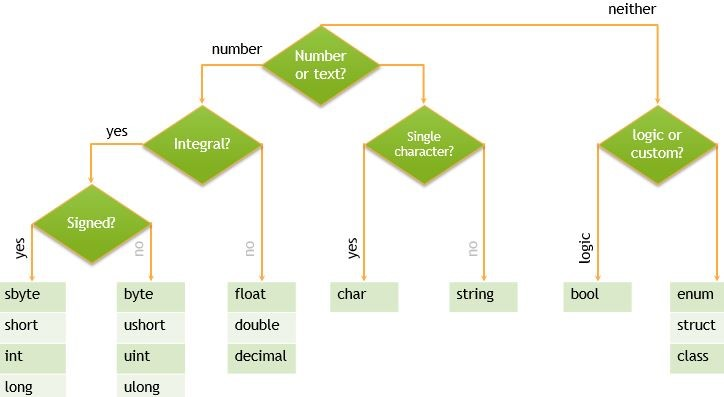 neither
number
Number
or text?
yes
Integral?
Single
character?
logic or
custom?
Signed?
yes
no
no
yes
no
logic
sbyte
byte
float
char
string
bool
enum
short
ushort
double
struct
int
uint
decimal
class
long
ulong